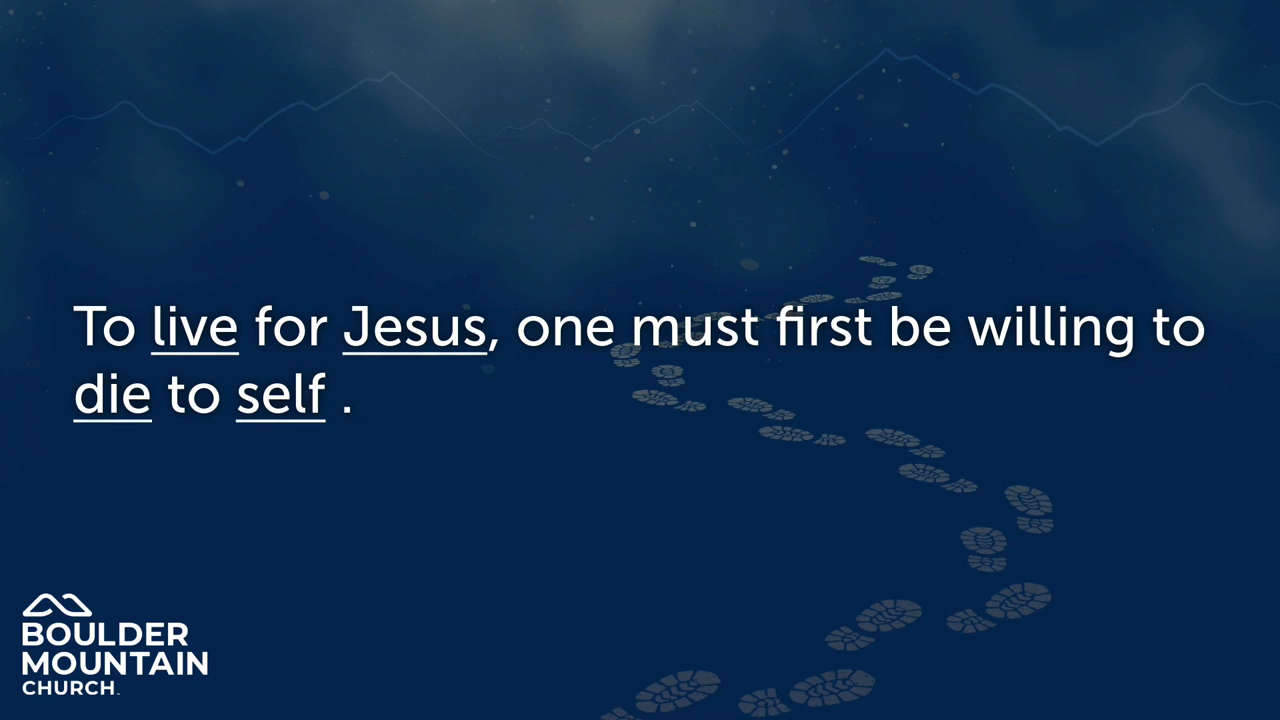 To live for Jesus, one must first be willing to
die to self .
BOULDER
MOUNTAIN
CHURCH